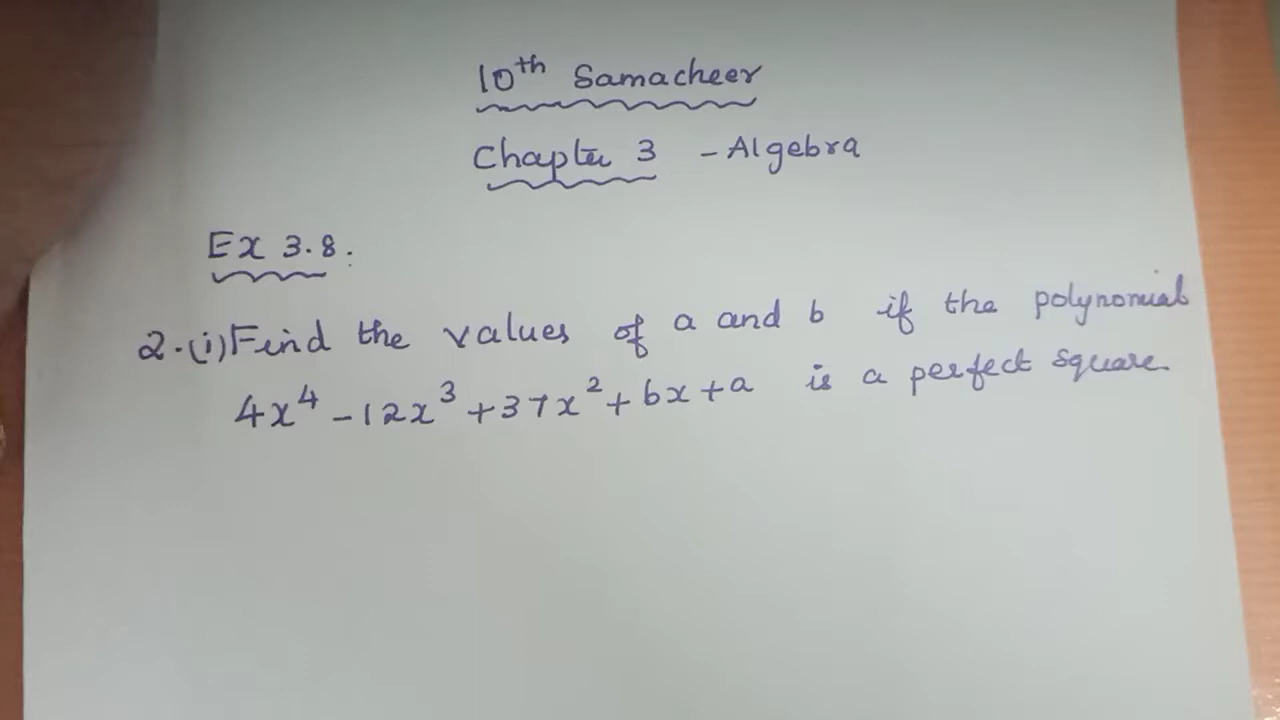 10th Samacheer
Chapter 3 - Algebra
Ex 3.8.
2.(i) Find the values of a and b if the polynomial
4x⁴ - 12x³ + 37x² + bx + a is a perfect square.